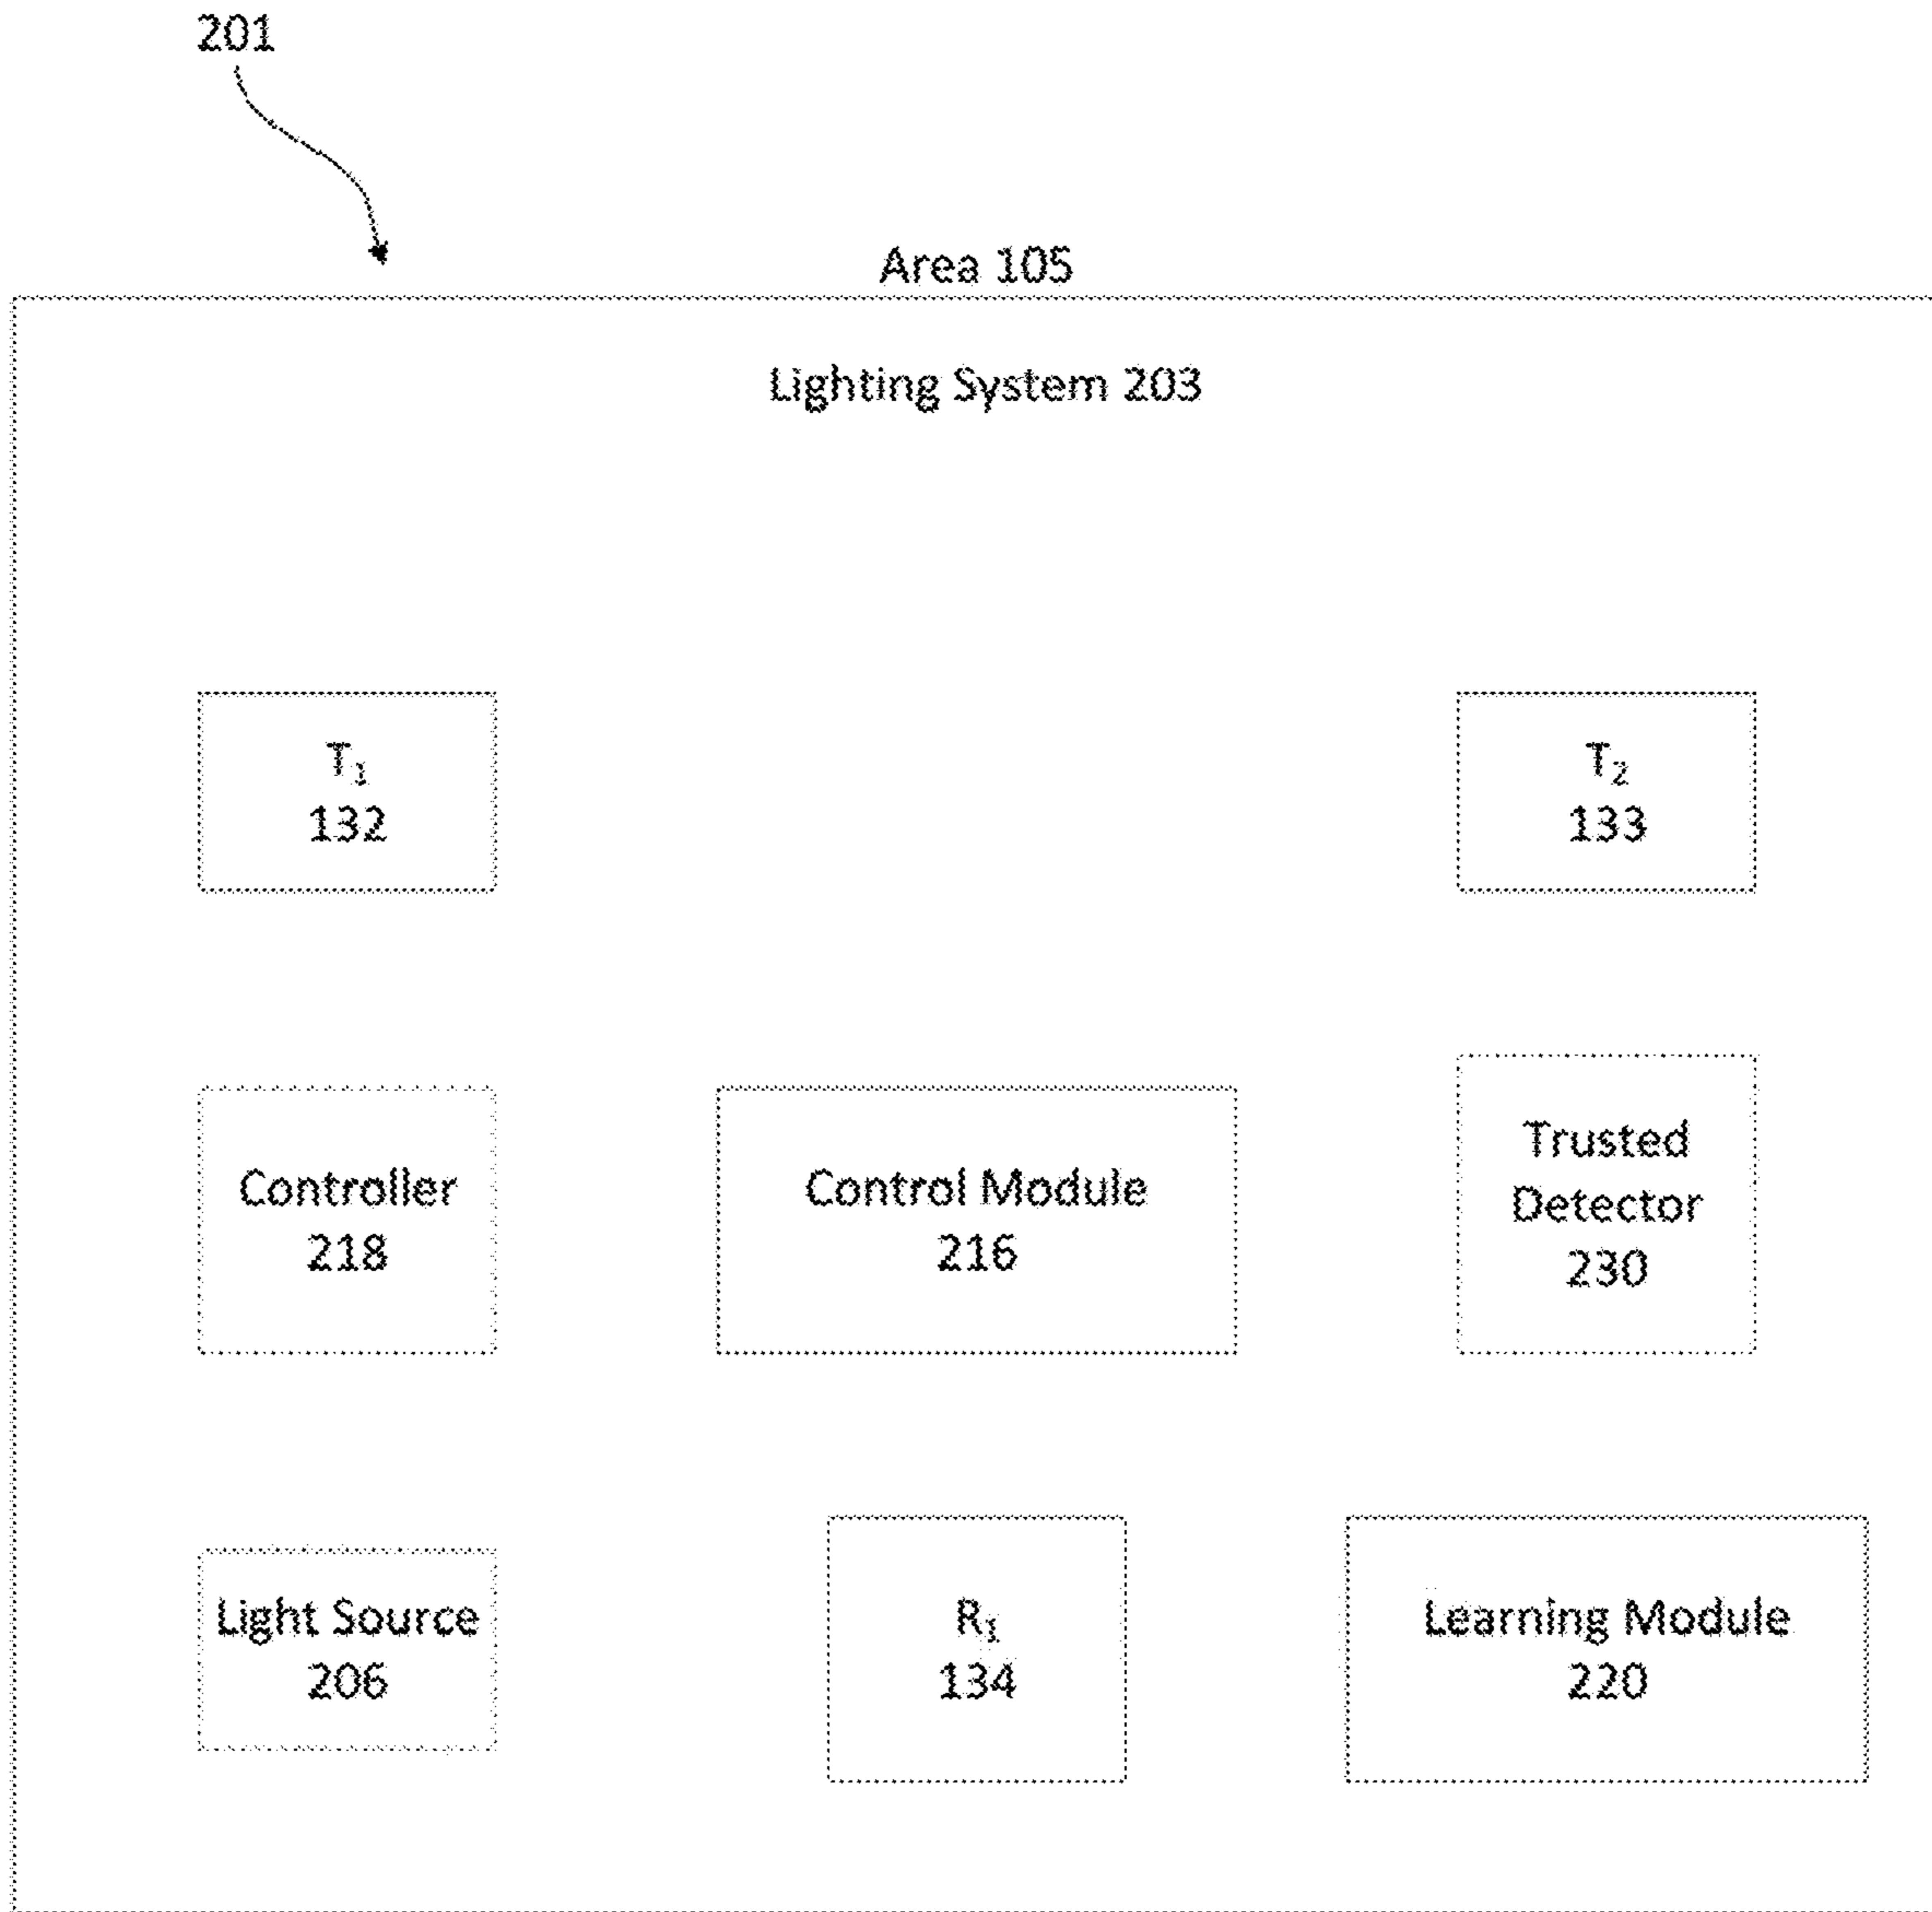 201
Area 105
Lighting System 203
T₁
132
T₂
133
Controller
218
Control Module
216
Trusted
Detector
230
Light Source
206
R₁
134
Learning Module
220